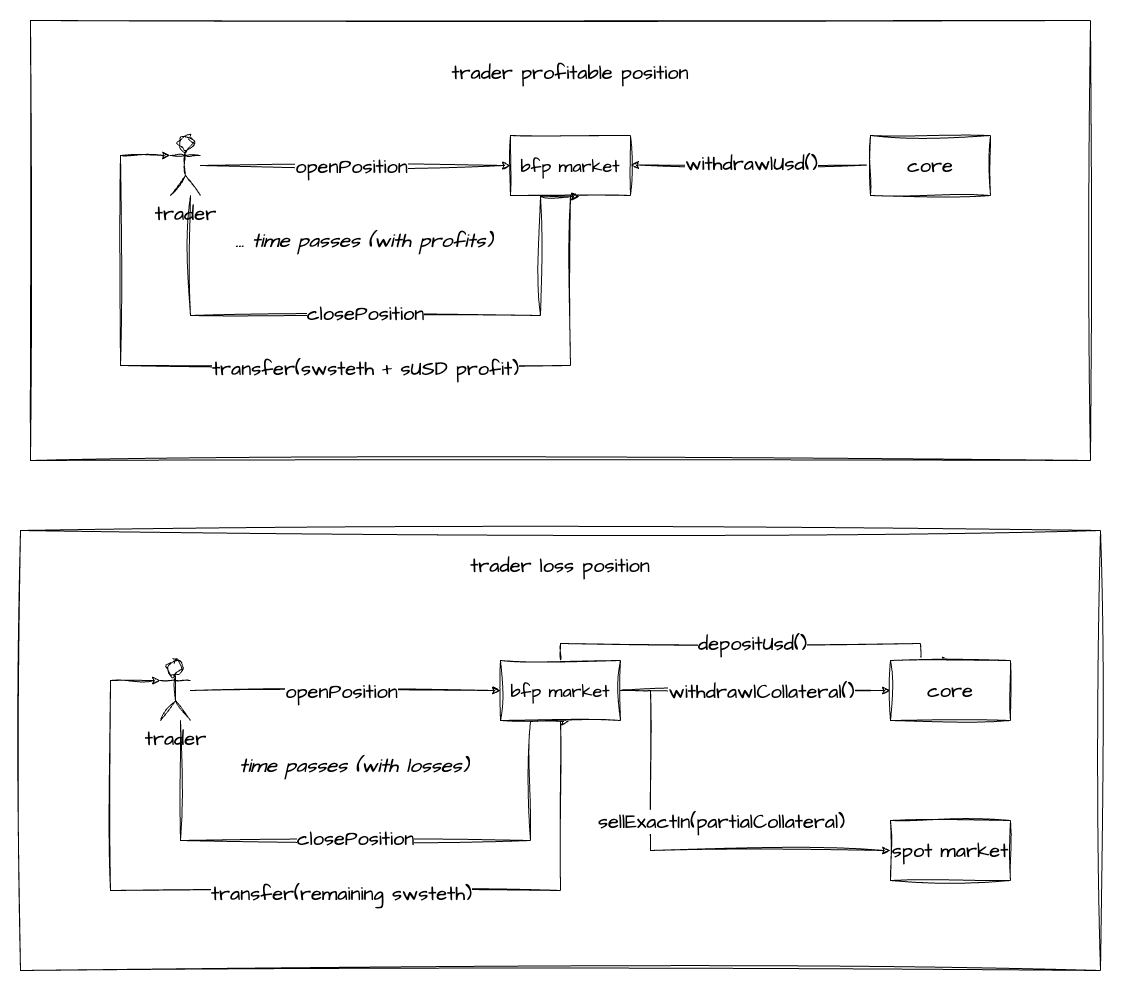 trader profitable position
openPosition
bfp market
withdrawlUsd()
core
trader
... time passes (with profits)
closePosition
transfer(swsteth + sUSD profit)
trader loss position
depositUsd()
openPosition
bfp market
withdrawlCollateral()
core
trader
time passes (with losses)
sellExactIn(partialCollateral)
closePosition
spot market
transfer(remaining swsteth)